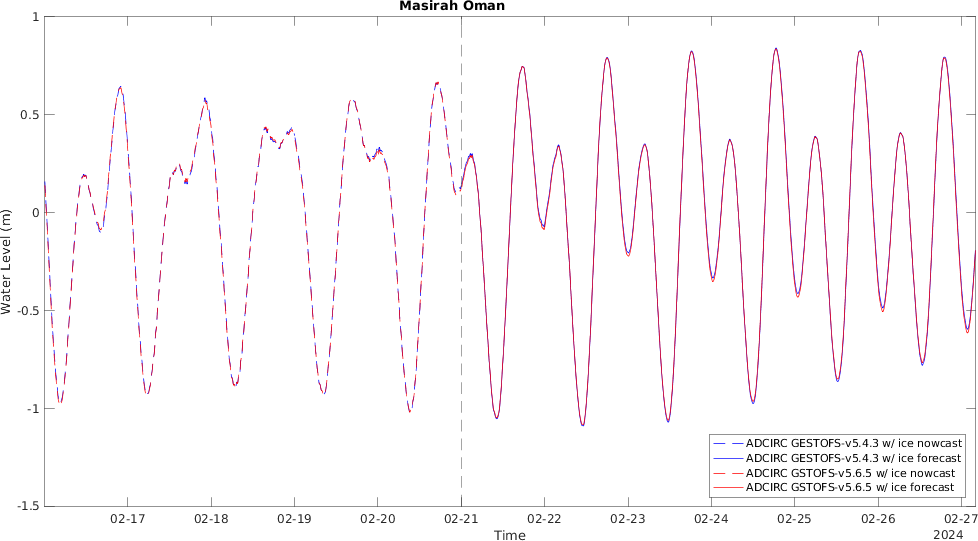 Masirah Oman
1
0.5
0
-0.5
-1
-1.5
Water Level (m)
ADCIRC GESTOFS-v5.4.3 w/ ice nowcast
ADCIRC GESTOFS-v5.4.3 w/ ice forecast
ADCIRC GSTOFS-v5.6.5 w/ ice nowcast
ADCIRC GSTOFS-v5.6.5 w/ ice forecast
02-17 02-18 02-19 02-20 02-21 02-22 02-23 02-24 02-25 02-26 02-27
Time
2024